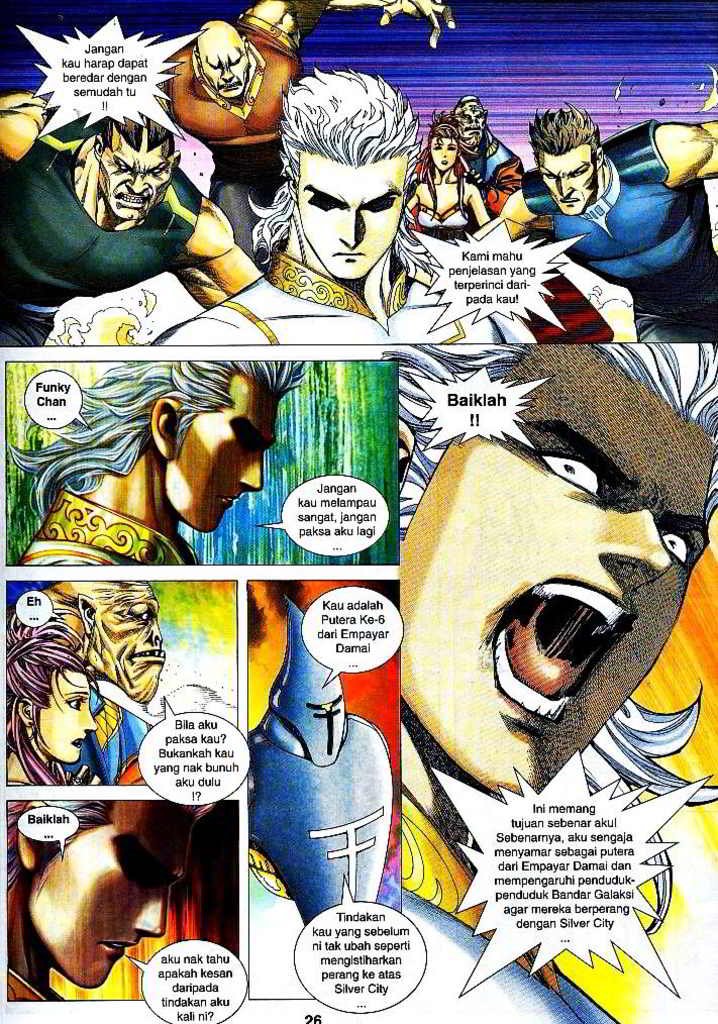 Jangan
kau harap dapat
beredar dengan
semudah tu
!!
Kami mahu
penjelasan yang
terperinci dari-
pada kau!
Funky
Chan
...
Jangan
kau melampau
sangat, jangan
paksa aku lagi
...
Baiklah
!!
Eh
...
Bila aku
paksa kau?
Bukankah kau
yang nak bunuh
aku dulu
!?
Kau adalah
Putera Ke-6
dari Empayar
Damai
...
Baiklah
...
aku nak tahu
apakah kesan
daripada
tindakan aku
kali ni?
Tindakan
kau yang sebelum
ni tak ubah seperti
mengistiharkan
perang ke atas
Silver City
...
Ini memang
tujuan sebenar aku!
Sebenarnya, aku sengaja
menyamar sebagai putera
dari Empayar Damai dan
mempengaruhi penduduk-
penduduk Bandar Galaksi
agar mereka berperang
dengan Silver City
...
26